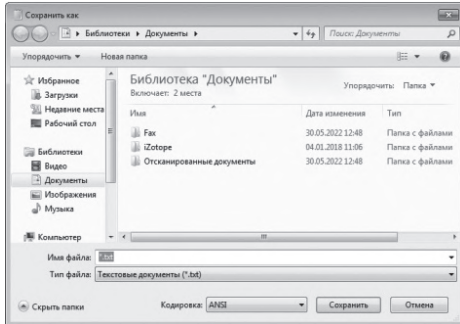 Сохранить как
Библиотеки Документы
Поиск: Документы
Упорядочить Новая папка
Избранное
Загрузки
Недавние места
Рабочий стол
Библиотеки
Видео
Документы
Изображения
Музыка
Компьютер
Библиотека "Документы"
Включает: 2 места
Упорядочить: Папка
Имя Дата изменения Тип
Fax 30.05.2022 12:48 Папка с файлами
iZotope 04.01.2018 11:06 Папка с файлами
Отсканированные документы 30.05.2022 12:48 Папка с файлами
Имя файла: *.txt
Тип файла: Текстовые документы (*.txt)
Скрыть папки Кодировка: ANSI Сохранить Отмена